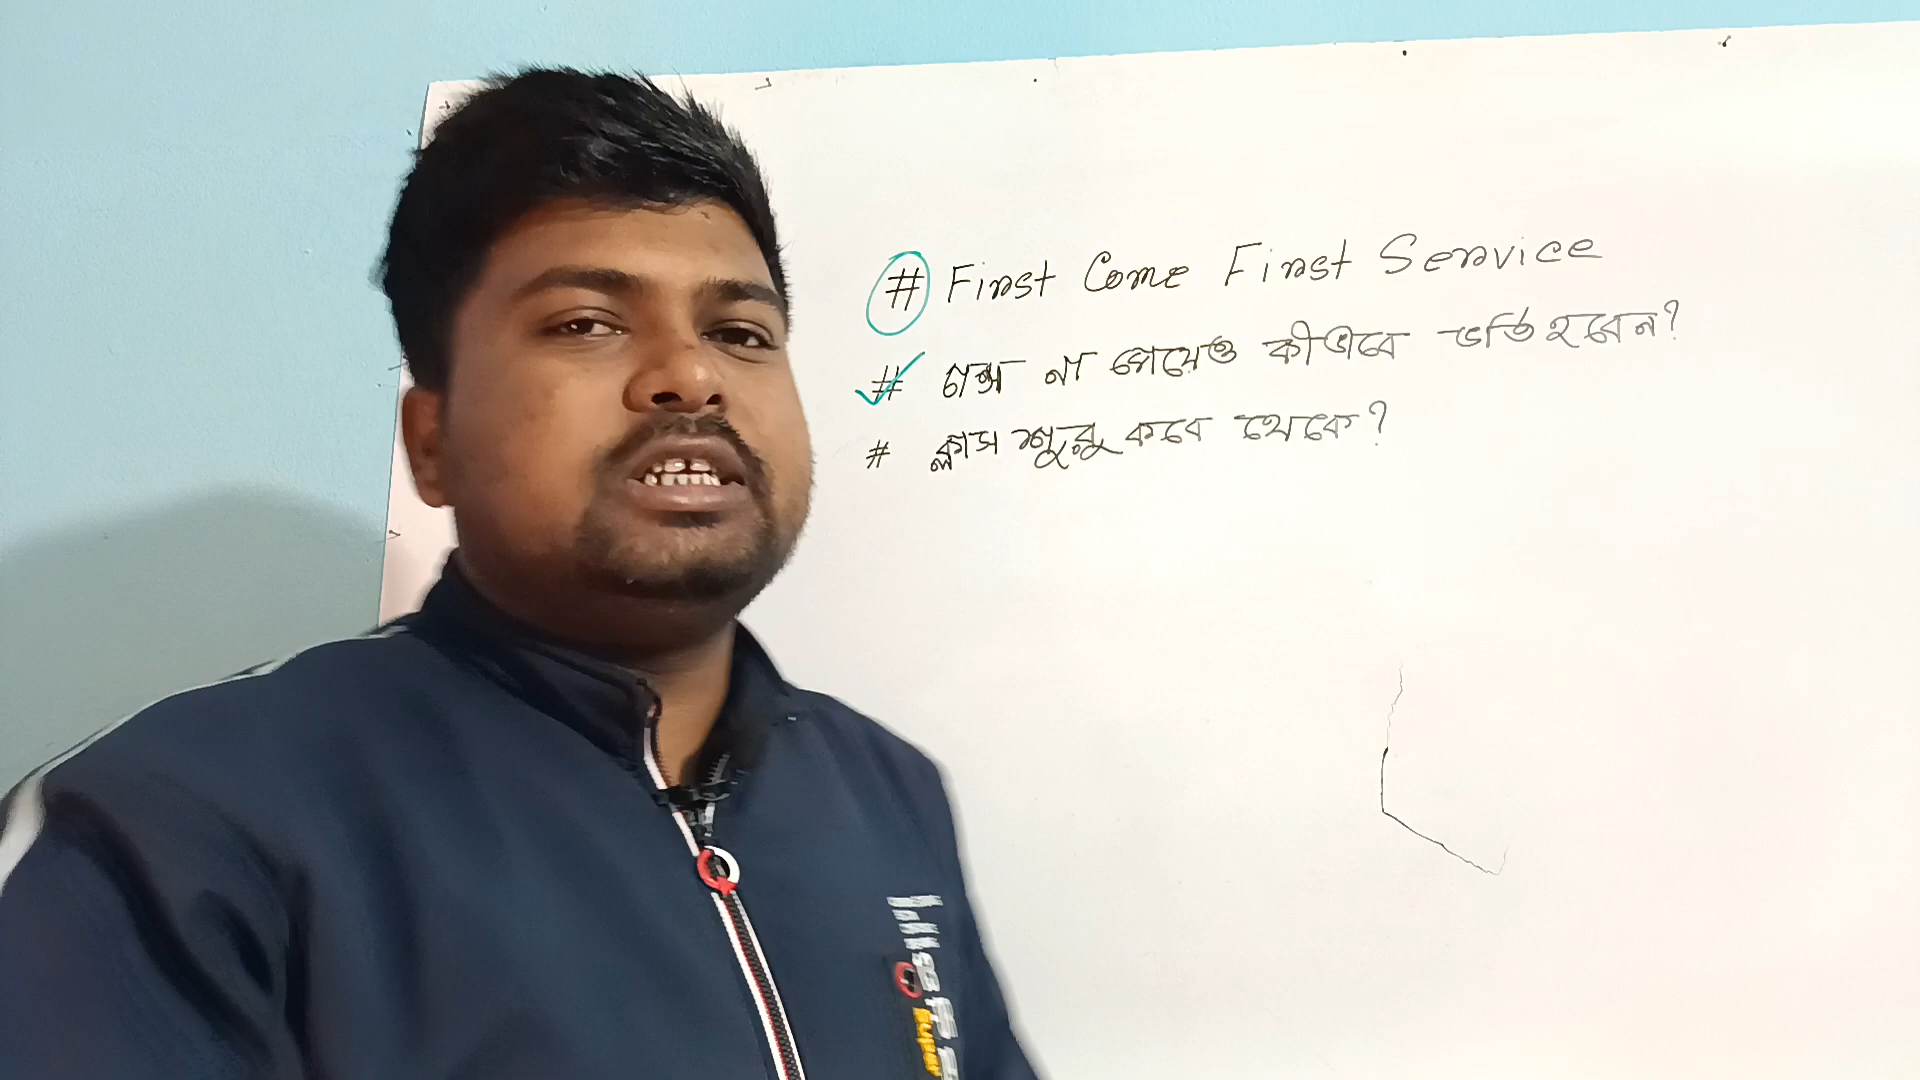 # First Come First Service
# চান্স না পেয়েও কীভাবে ভর্তি হবেন?
# ক্লাস শুরু কবে থেকে?